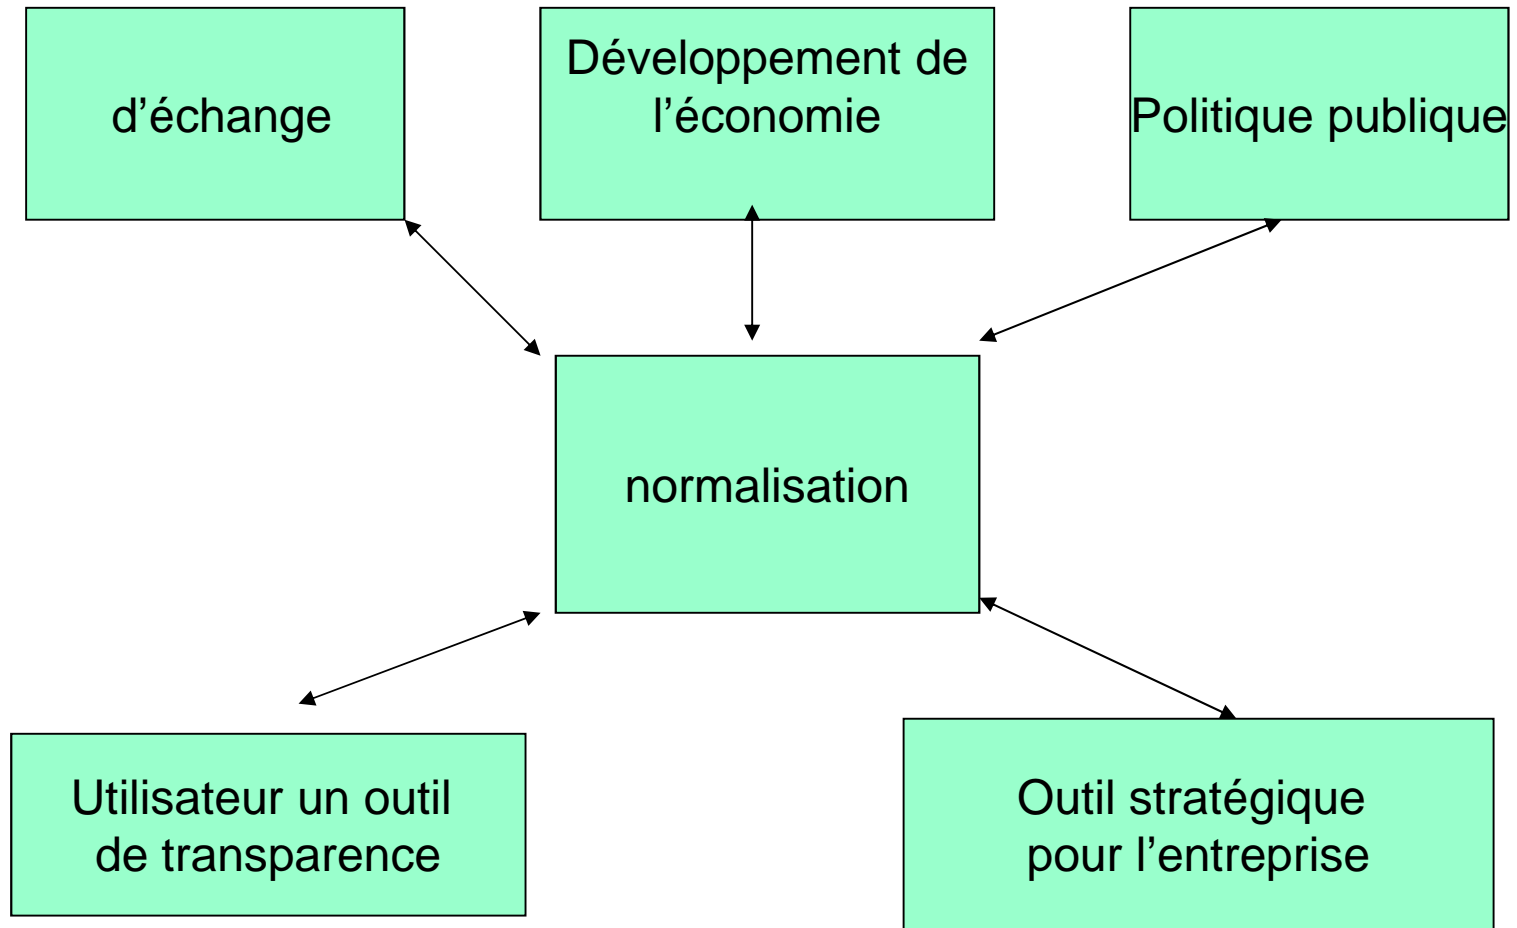 d’échange
Développement de
l’économie
Politique publique
normalisation
Utilisateur un outil
de transparence
Outil stratégique
pour l’entreprise